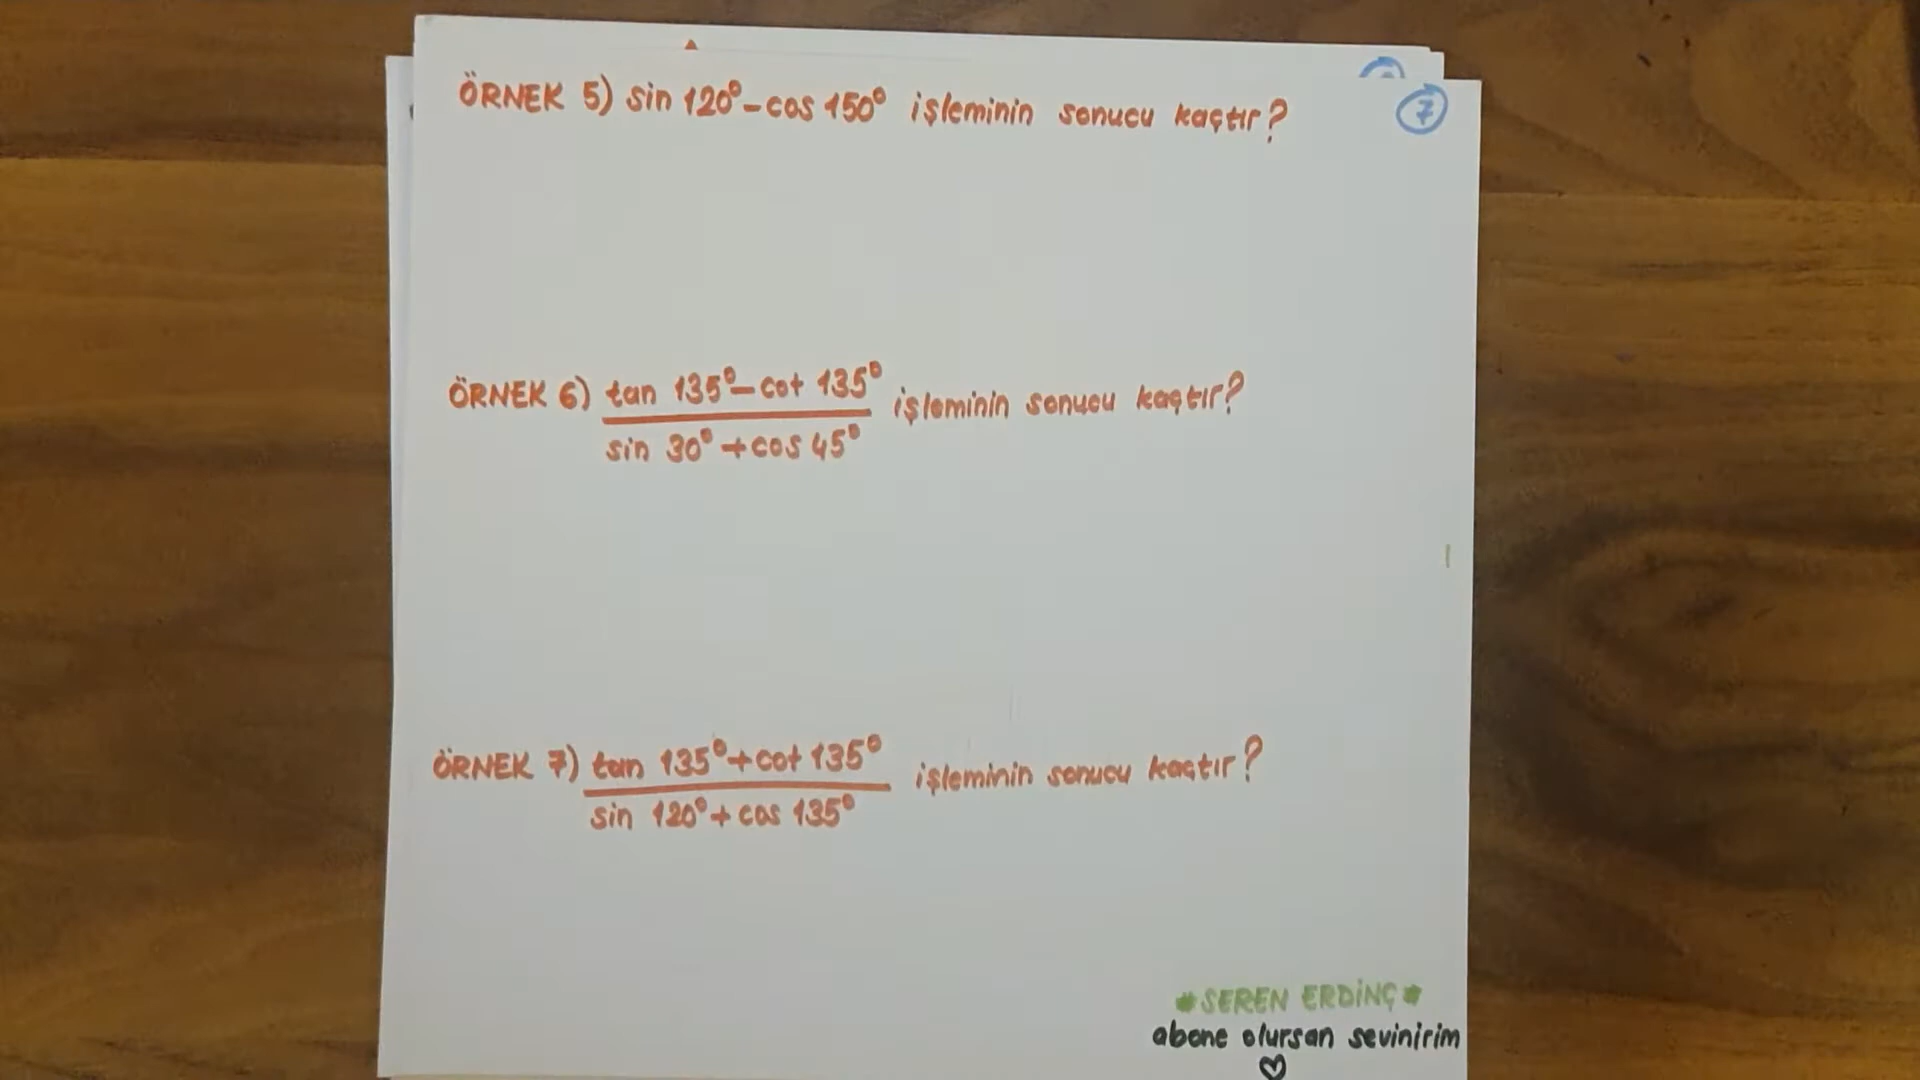 ÖRNEK 5) sin 120° - cos 150° işleminin sonucu kaçtır?
7
ÖRNEK 6) tan 135° - cot 135° işleminin sonucu kaçtır?
sin 30° + cos 45°
ÖRNEK 7) tan 135° + cot 135° işleminin sonucu kaçtır?
sin 120° + cos 135°
*SEREN ERDİNÇ*
abone olursan sevinirim
♡